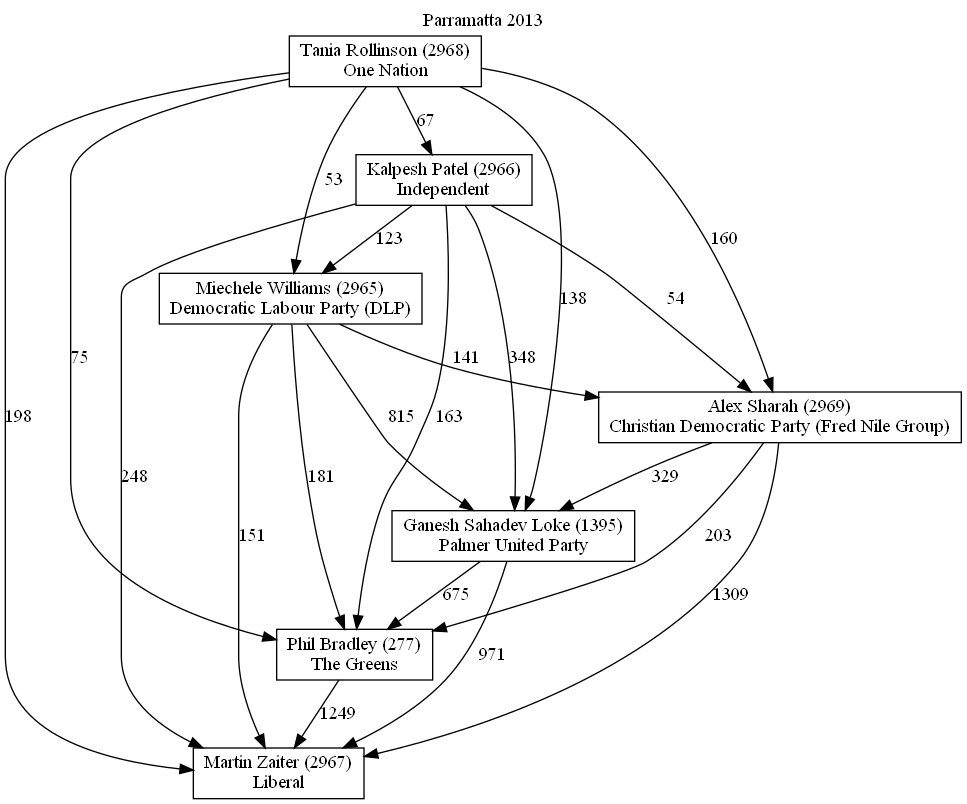 Parramatta 2013
Tania Rollinson (2968)
One Nation
67
Kalpesh Patel (2966)
Independent
53
160
123
Miechele Williams (2965)
Democratic Labour Party (DLP)
138
54
75
141
348
198
815
163
Alex Sharah (2969)
Christian Democratic Party (Fred Nile Group)
248
181
329
151
Ganesh Sahadev Loke (1395)
Palmer United Party
203
675
1309
Phil Bradley (277)
The Greens
971
1249
Martin Zaiter (2967)
Liberal